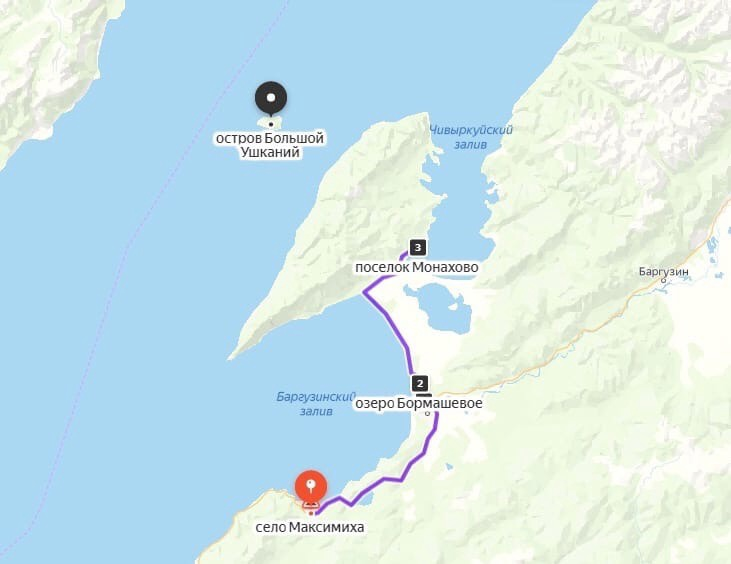 остров Большой
Ушканий
Чивыркуйский
залив
3
поселок Монахово
Баргузин
2
Баргузинский
залив
озеро Бормашевое
село Максимиха